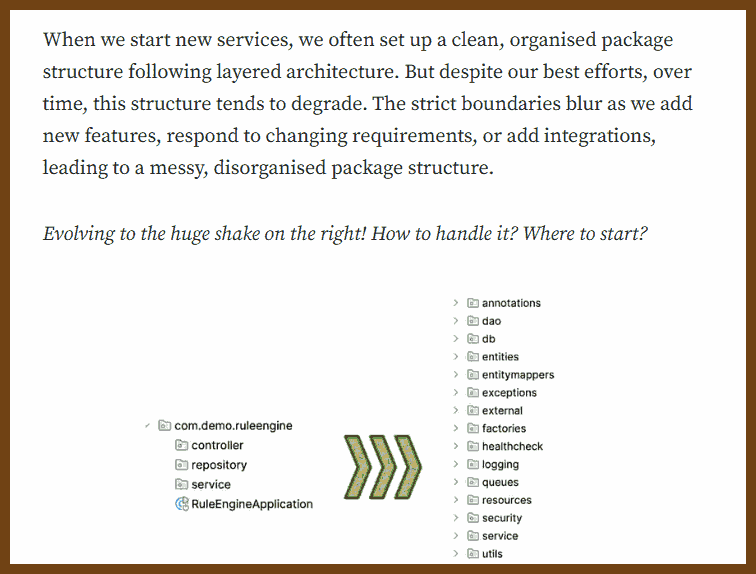 When we start new services, we often set up a clean, organised package
structure following layered architecture. But despite our best efforts, over
time, this structure tends to degrade. The strict boundaries blur as we add
new features, respond to changing requirements, or add integrations,
leading to a messy, disorganised package structure.
Evolving to the huge shake on the right! How to handle it? Where to start?
com.demo.ruleengine
controller
repository
service
RuleEngineApplication
annotations
dao
db
entities
entitymappers
exceptions
external
factories
healthcheck
logging
queues
resources
security
service
utils